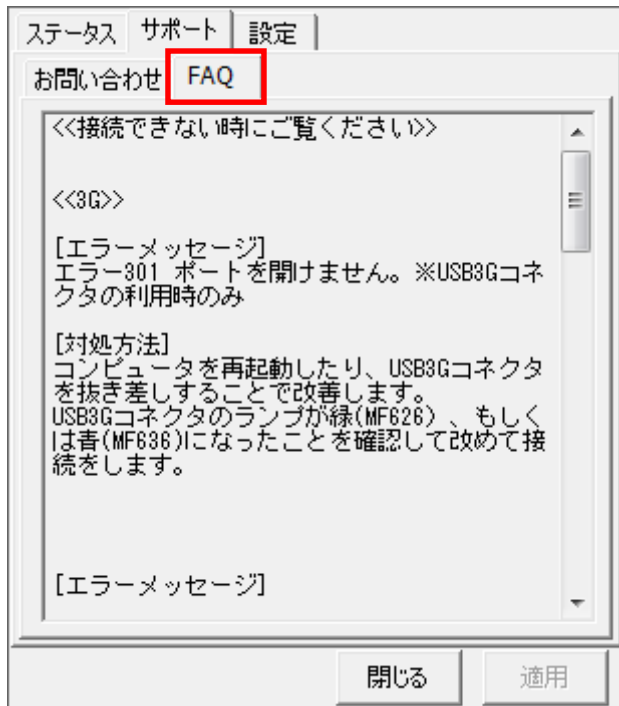 ステータス サポート 設定
お問い合わせ FAQ
<<接続できない時にご覧ください>>
<<3G>>
[エラーメッセージ]
エラー301 ポートを開けません。※USB3Gコネ
クタの利用時のみ
[対処方法]
コンピュータを再起動したり、USB3Gコネクタ
を抜き差しすることで改善します。
USB3Gコネクタのランプが緑(MF626)、もしく
は青(MF636)になったことを確認して改めて接
続をします。
[エラーメッセージ]
閉じる 適用